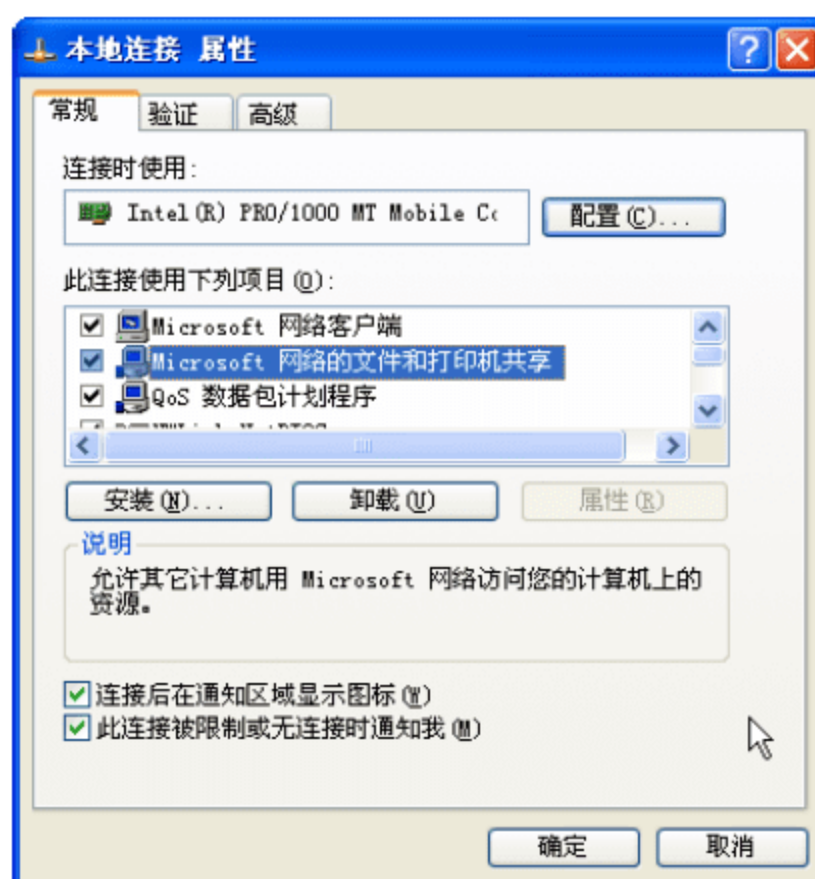 本地连接 属性
常规 验证 高级
连接时使用:
Intel(R) PRO/1000 MT Mobile Co
配置(C)...
此连接使用下列项目(O):
Microsoft 网络客户端
Microsoft 网络的文件和打印机共享
QoS 数据包计划程序
安装(N)... 卸载(U) 属性(R)
说明
允许其它计算机用 Microsoft 网络访问您的计算机上的
资源。
连接后在通知区域显示图标(W)
此连接被限制或无连接时通知我(M)
确定 取消